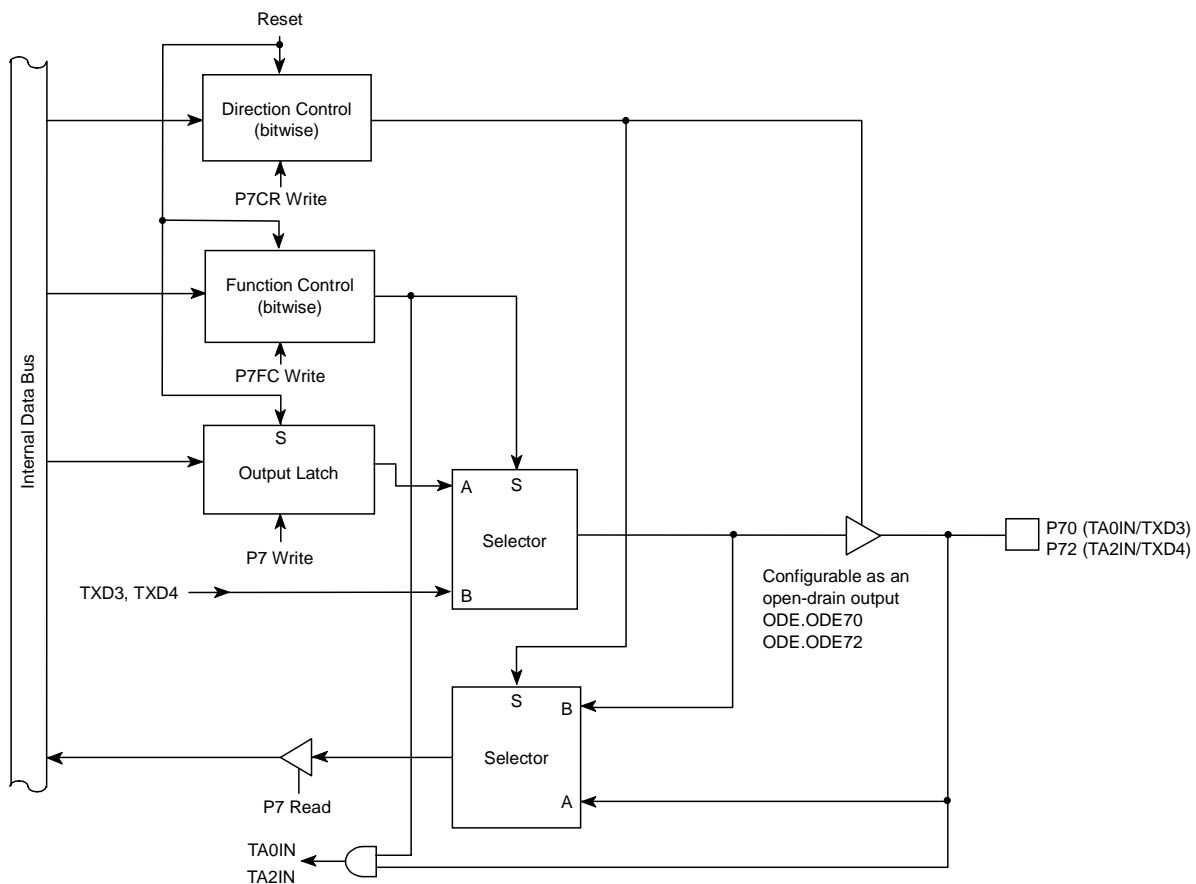 Reset
Direction Control
(bitwise)
P7CR Write
Function Control
(bitwise)
P7FC Write
Internal Data Bus
S
Output Latch
P7 Write
TXD3, TXD4
A
S
Selector
B
P70 (TA0IN/TXD3)
P72 (TA2IN/TXD4)
Configurable as an
open-drain output
ODE.ODE70
ODE.ODE72
S
B
Selector
A
P7 Read
TA0IN
TA2IN